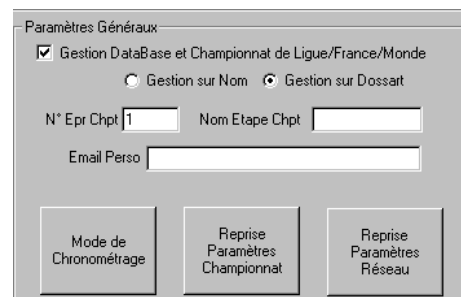 Paramètres Généraux
Gestion DataBase et Championnat de Ligue/France/Monde
Gestion sur Nom Gestion sur Dossart
N° Epr Chpt 1 Nom Etape Chpt
Email Perso
Mode de
Chronométrage
Reprise
Paramètres
Championnat
Reprise
Paramètres
Réseau